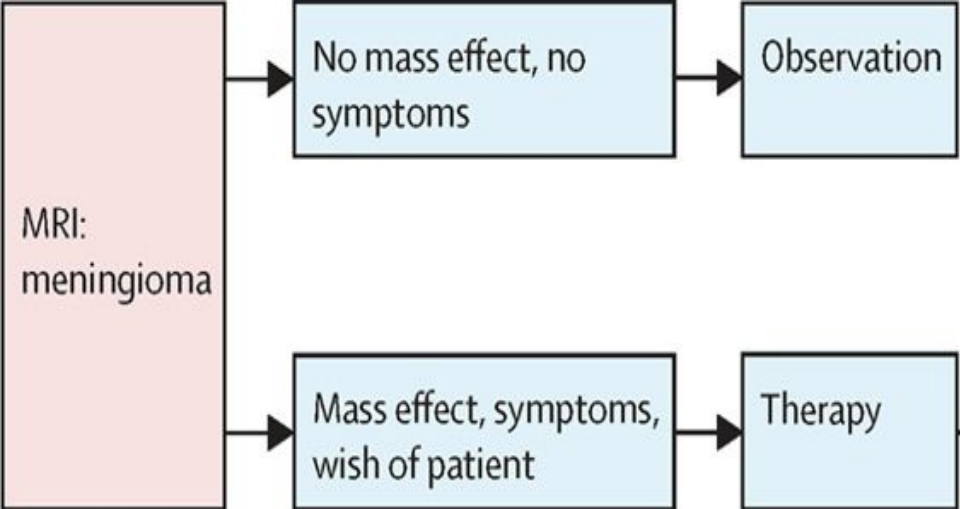 MRI:
meningioma
No mass effect, no
symptoms
Observation
Mass effect, symptoms,
wish of patient
Therapy